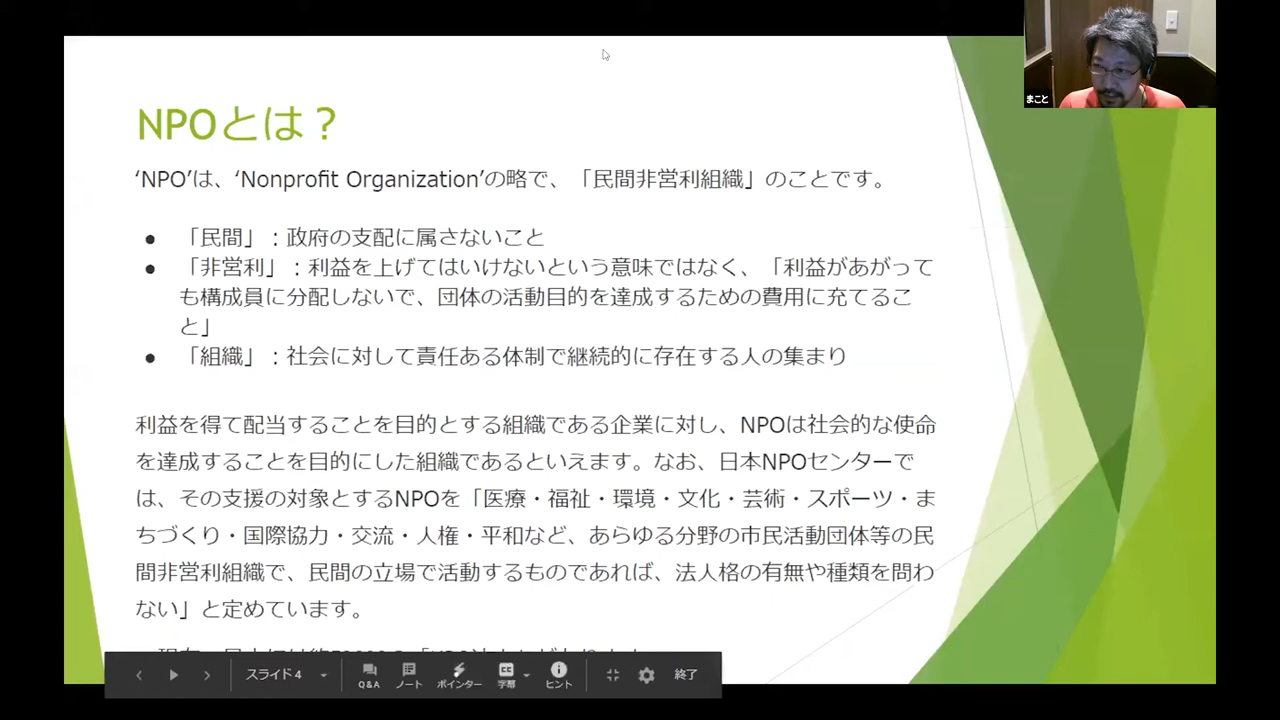 NPOとは？
‘NPO’は、‘Nonprofit Organization’の略で、「民間非営利組織」のことです。
● 「民間」：政府の支配に属さないこと
● 「非営利」：利益を上げてはいけないという意味ではなく、「利益があがって
も構成員に分配しないで、団体の活動目的を達成するための費用に充てるこ
と」
● 「組織」：社会に対して責任ある体制で継続的に存在する人の集まり
利益を得て配当することを目的とする組織である企業に対し、NPOは社会的な使命
を達成することを目的にした組織であるといえます。なお、日本NPOセンターで
は、その支援の対象とするNPOを「医療・福祉・環境・文化・芸術・スポーツ・ま
ちづくり・国際協力・交流・人権・平和など、あらゆる分野の市民活動団体等の民
間非営利組織で、民間の立場で活動するものであれば、法人格の有無や種類を問わ
ない」と定めています。
まこと
スライド 4
Q&A ノート ポインター 字幕 ヒント 終了